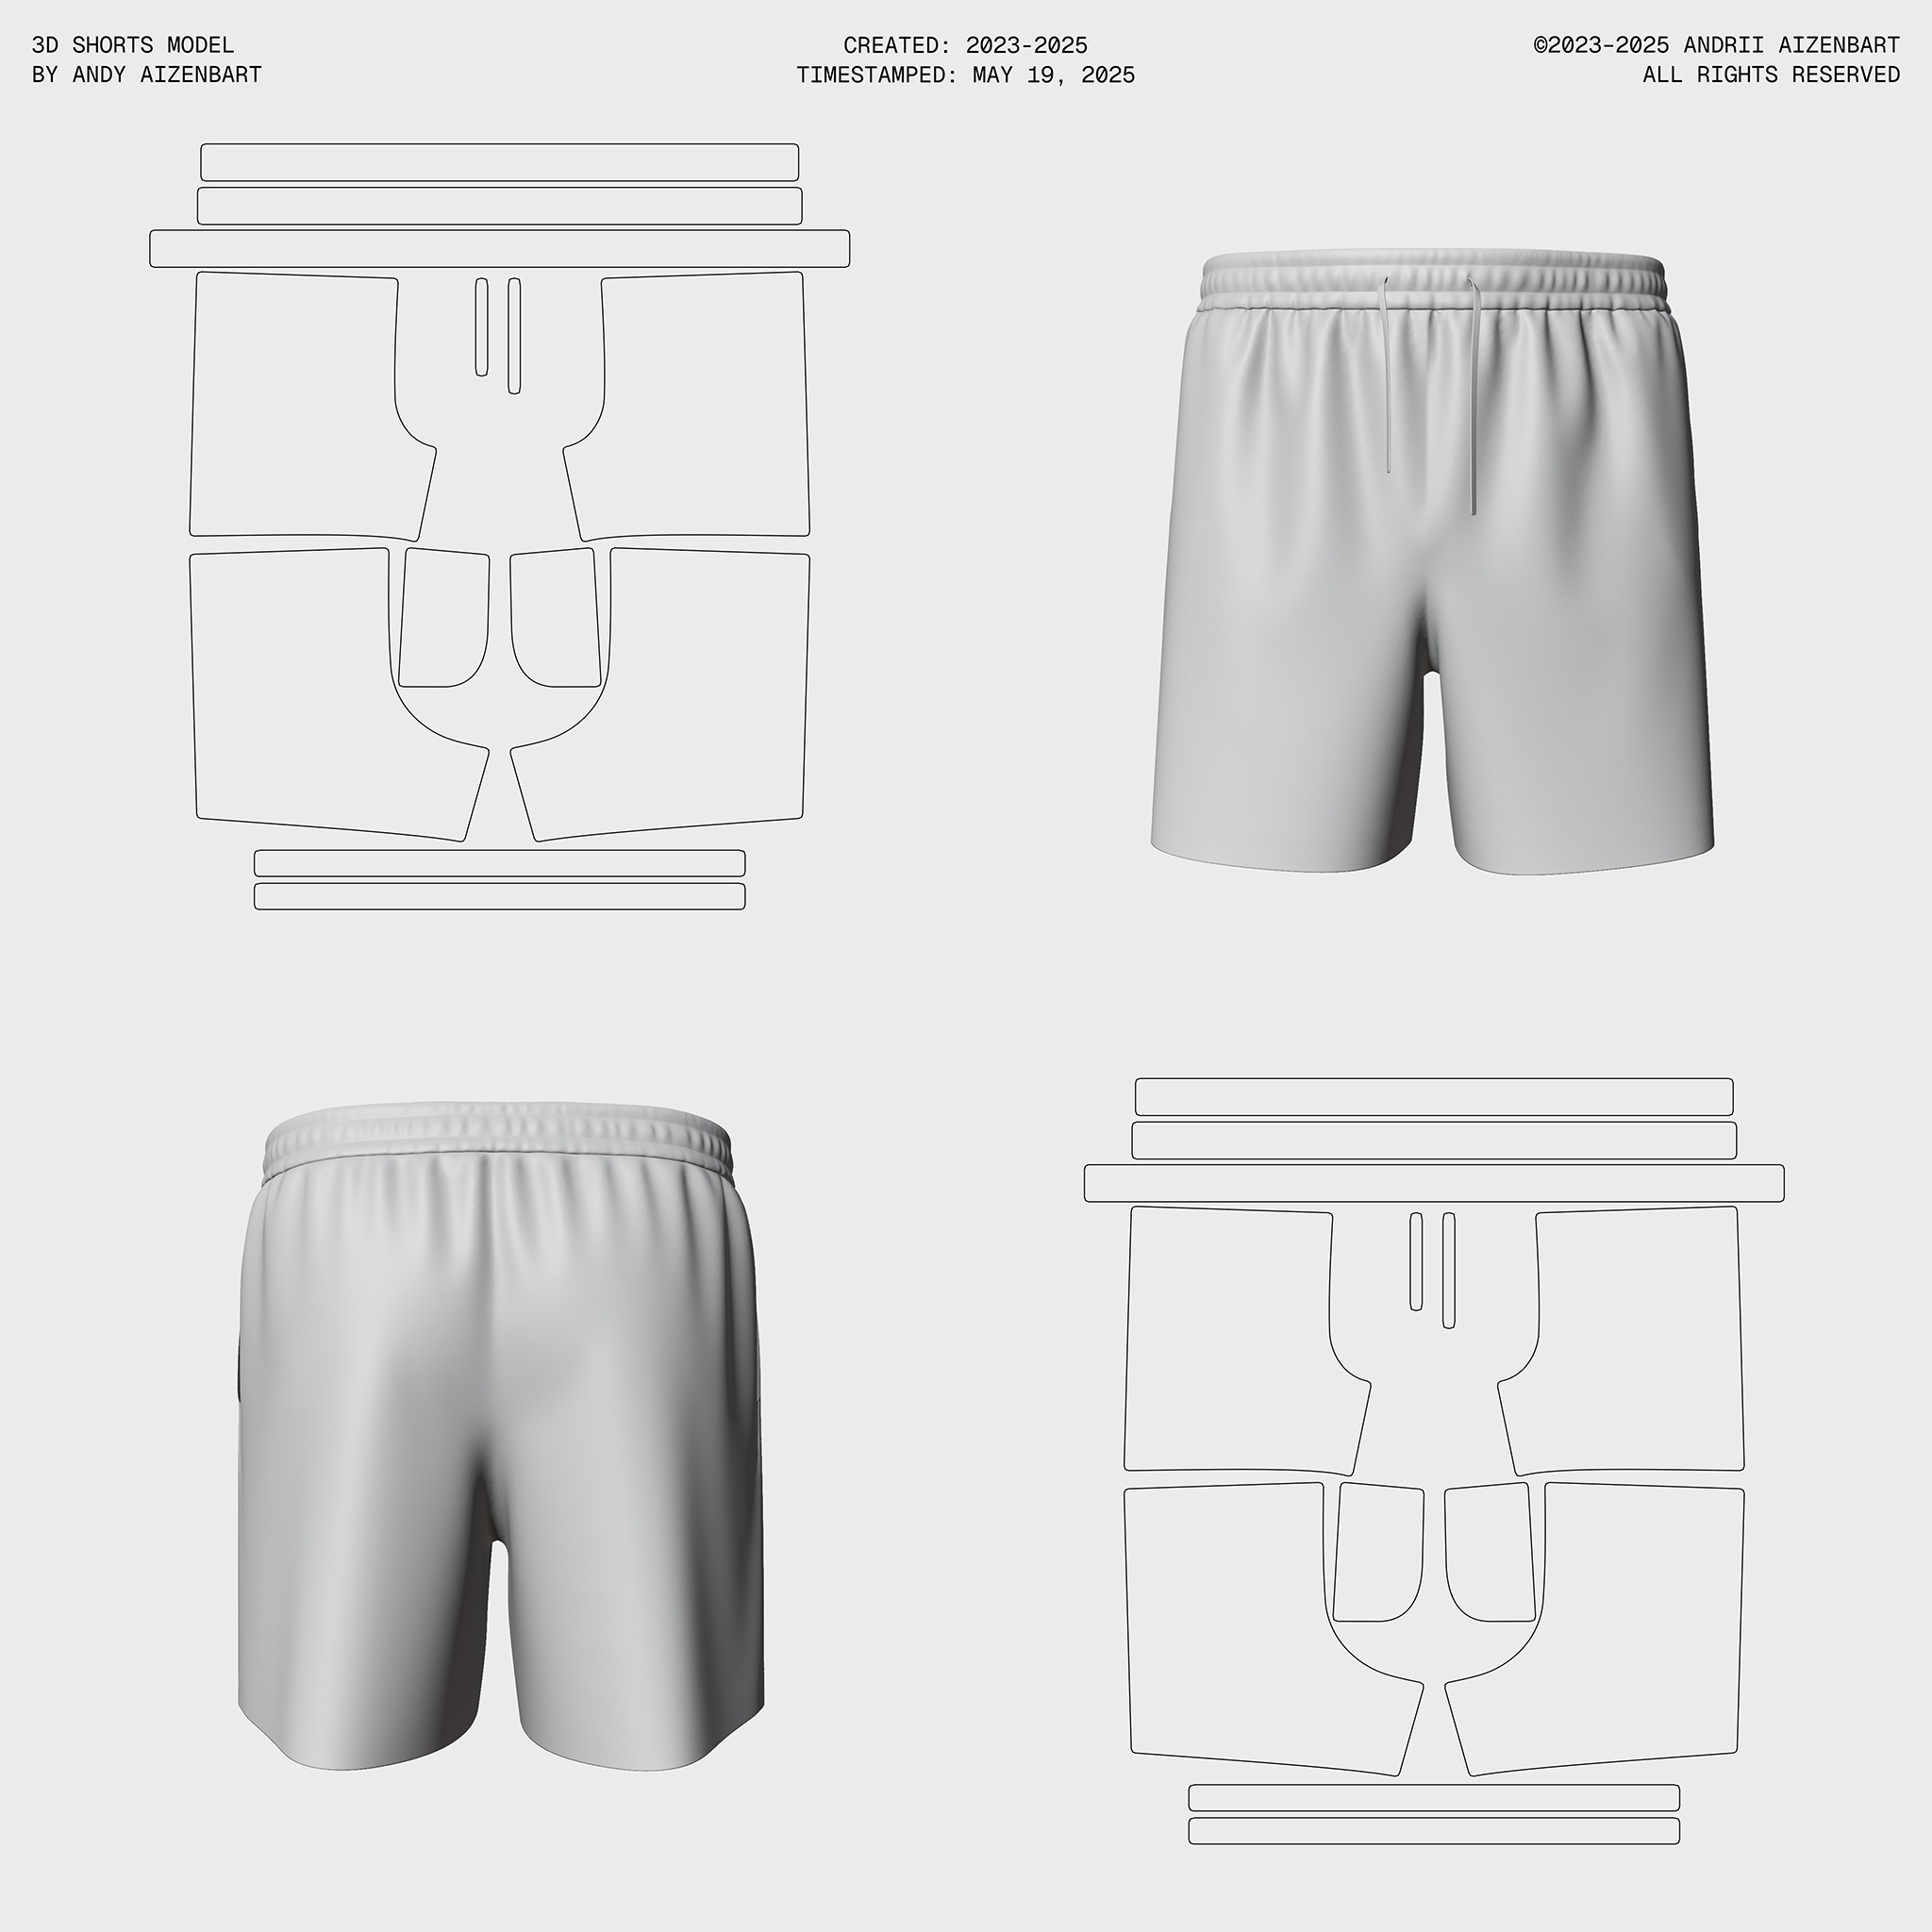 3D SHORTS MODEL
BY ANDY AIZENBART
CREATED: 2023-2025
TIMESTAMPED: MAY 19, 2025
©2023-2025 ANDRII AIZENBART
ALL RIGHTS RESERVED